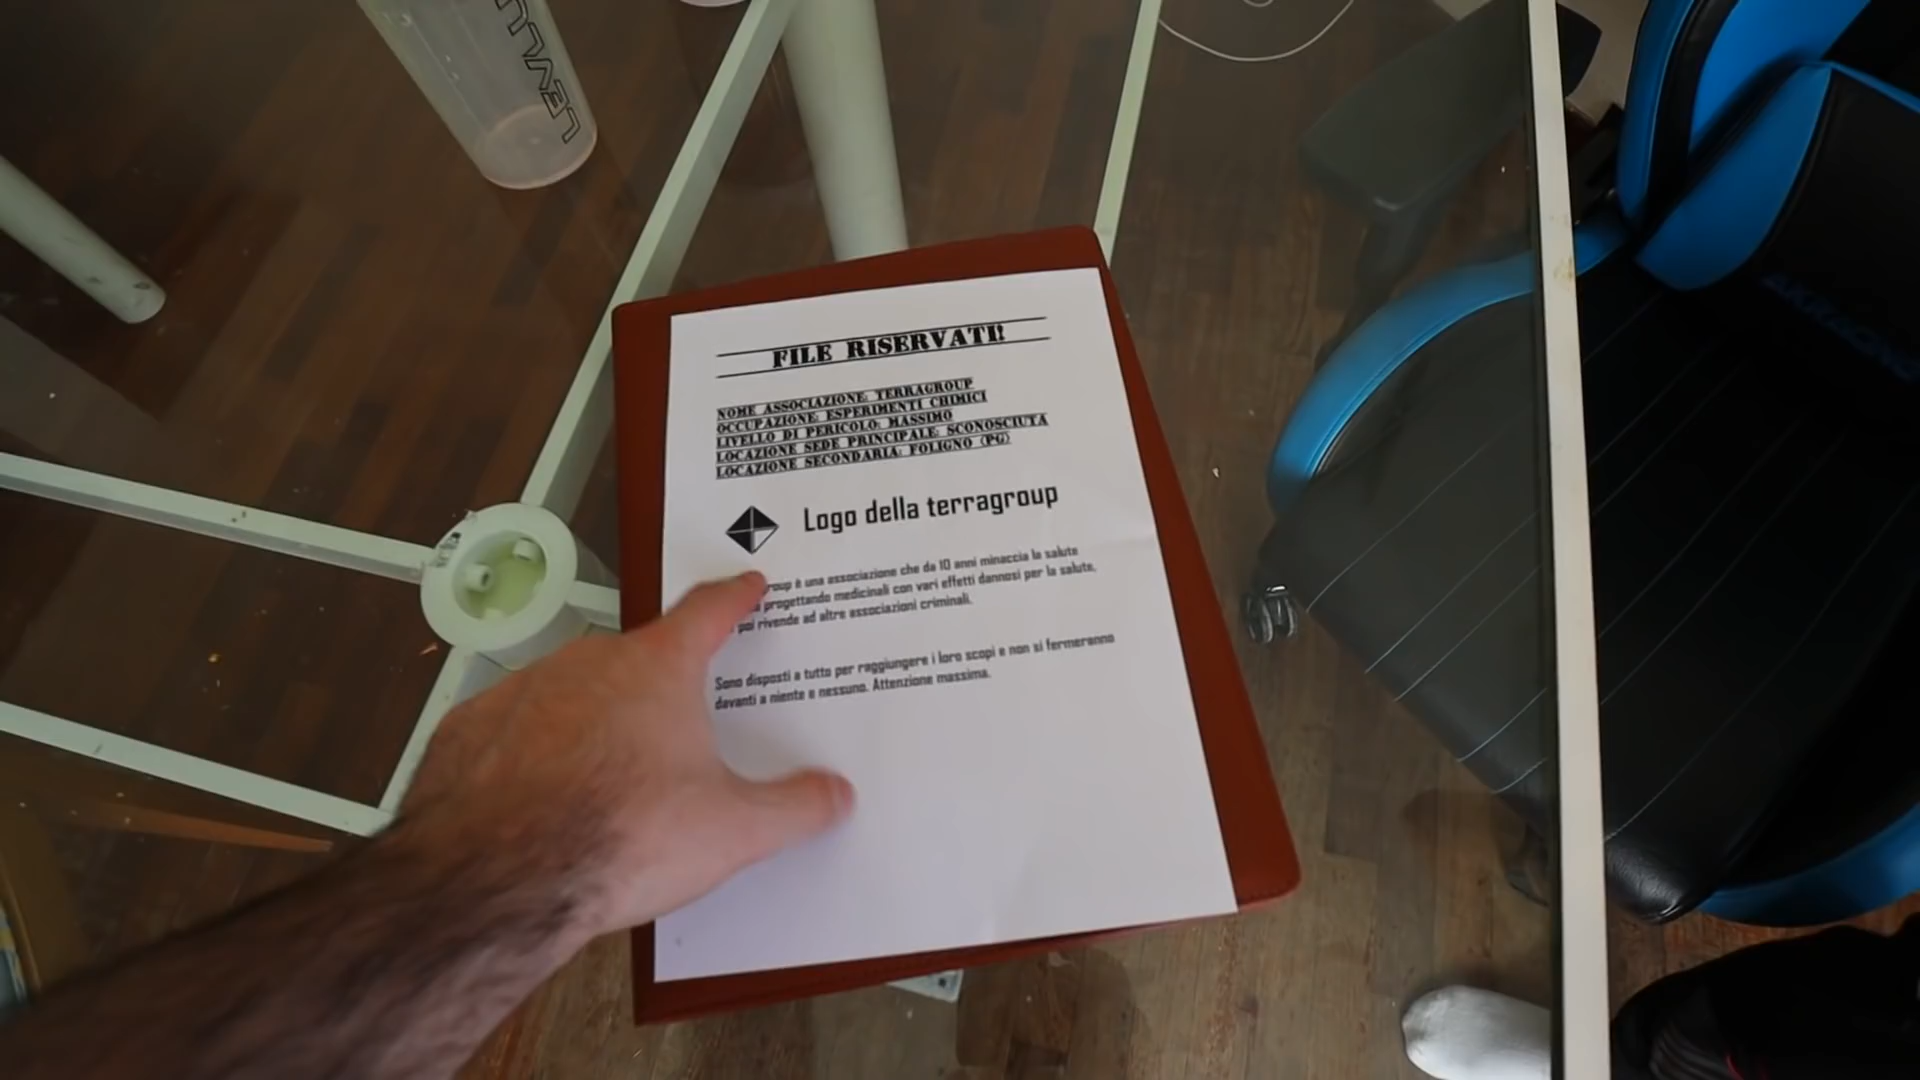 LEVLUP
FILE RISERVATI!
NOME ASSOCIAZIONE: TERRAGROUP
OCCUPAZIONE: ESPERIMENTI CHIMICI
LIVELLO DI PERICOLO: MASSIMO
LOCAZIONE SEDE PRINCIPALE: SCONOSCIUTA
LOCAZIONE SECONDARIA: FOLIGNO (PG)
Logo della terragroup
roup è una associazione che da 10 anni minaccia la salute
progettando medicinali con vari effetti dannosi per la salute,
poi rivende ad altre associazioni criminali.
Sono disposti a tutto per raggiungere i loro scopi e non si fermeranno
davanti a niente e nessuno. Attenzione massima.